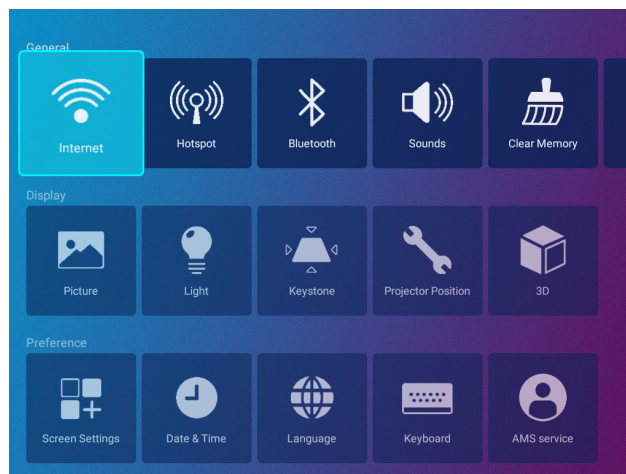 General
Internet
Hotspot
Bluetooth
Sounds
Clear Memory
Display
Picture
Light
Keystone
Projector Position
3D
Preference
Screen Settings
Date & Time
Language
Keyboard
AMS service